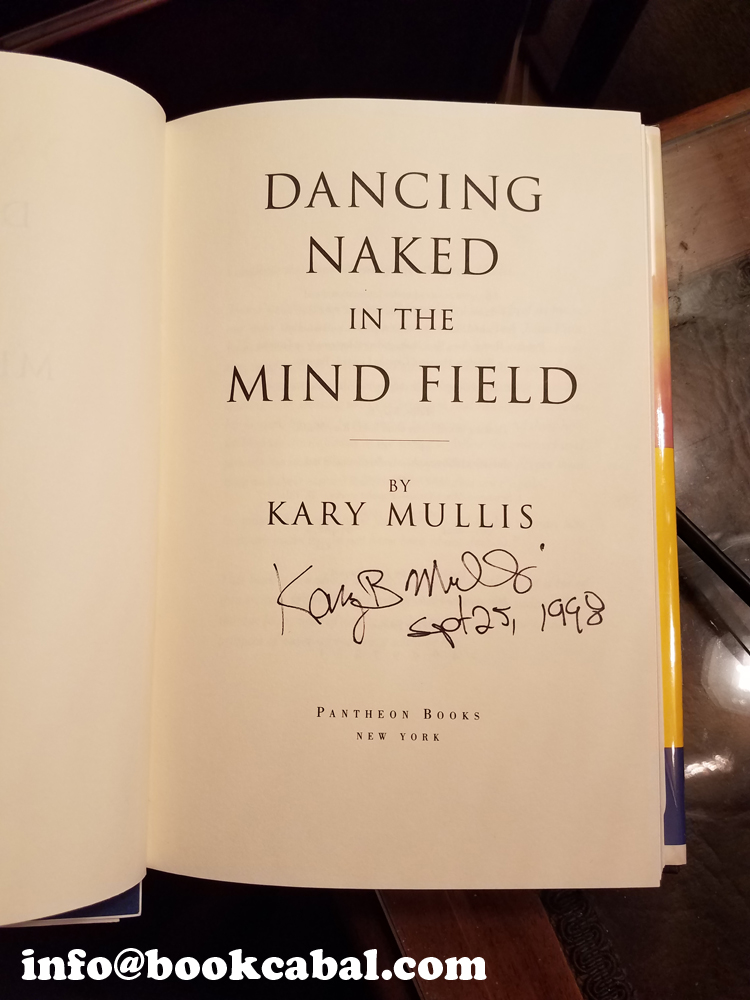 DANCING
NAKED
IN THE
MIND FIELD
BY
KARY MULLIS
Kary B Mullis
Spt 25, 1998
PANTHEON BOOKS
NEW YORK
info@bookcabal.com